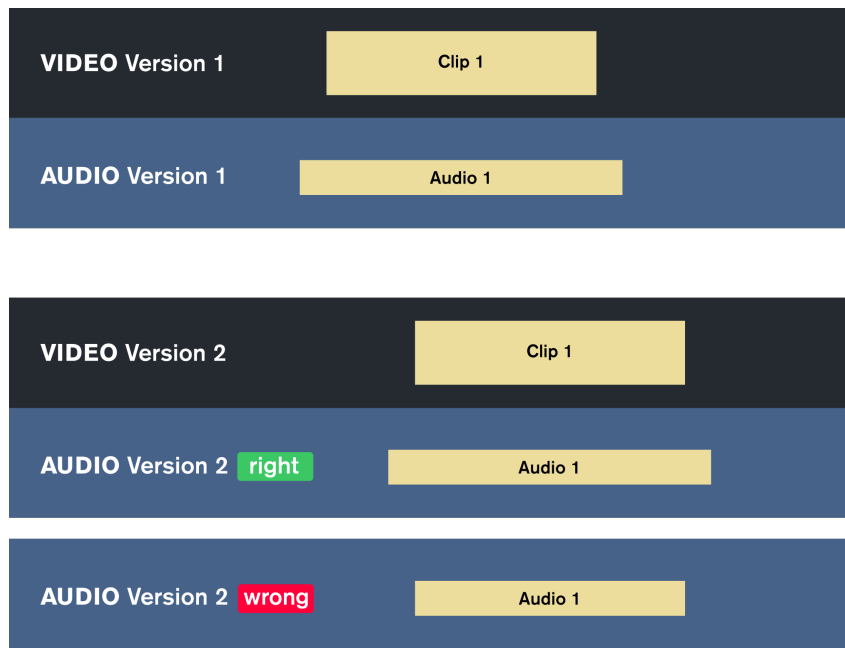 VIDEO Version 1
Clip 1
AUDIO Version 1
Audio 1
VIDEO Version 2
Clip 1
AUDIO Version 2 right
Audio 1
AUDIO Version 2 wrong
Audio 1